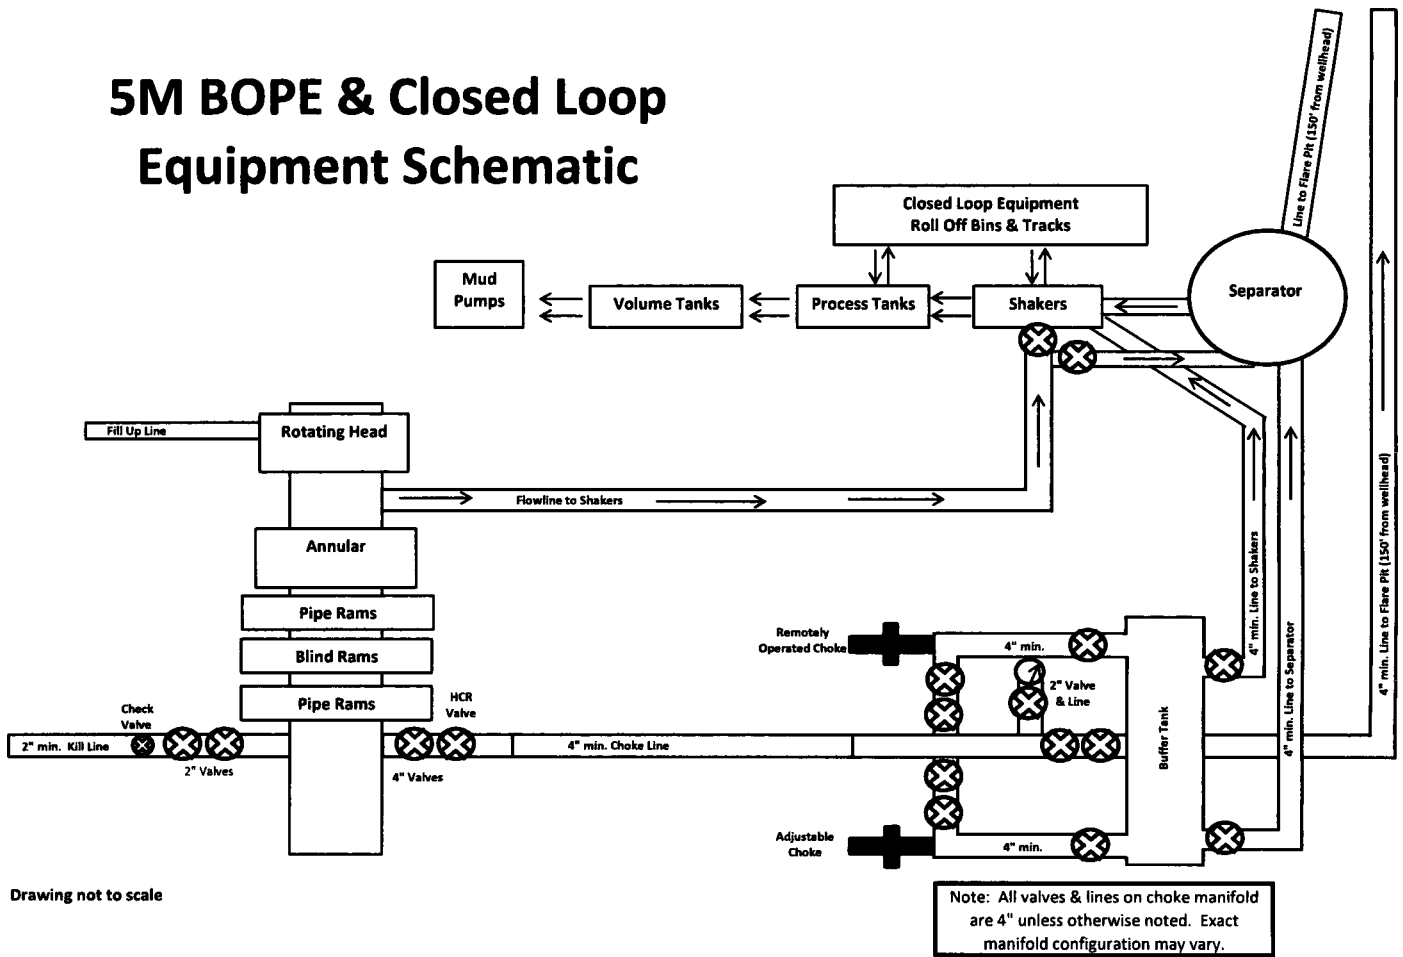 5M BOPE & Closed Loop
Equipment Schematic
Line to Flare Pit (150' from wellhead)
Closed Loop Equipment
Roll Off Bins & Tracks
Mud
Pumps
Volume Tanks
Process Tanks
Shakers
Separator
Fill Up Line
Rotating Head
Flowline to Shakers
Annular
Pipe Rams
Blind Rams
Pipe Rams
Check
Valve
HCR
Valve
2" min. Kill Line
2" Valves
4" Valves
4" min. Choke Line
Remotely
Operated Choke
4" min.
2" Valve
& Line
Buffer Tank
4" min. Line to Shakers
4" min. Line to Separator
4" min. Line to Flare Pit (150' from wellhead)
Adjustable
Choke
4" min.
Drawing not to scale
Note: All valves & lines on choke manifold
are 4" unless otherwise noted. Exact
manifold configuration may vary.